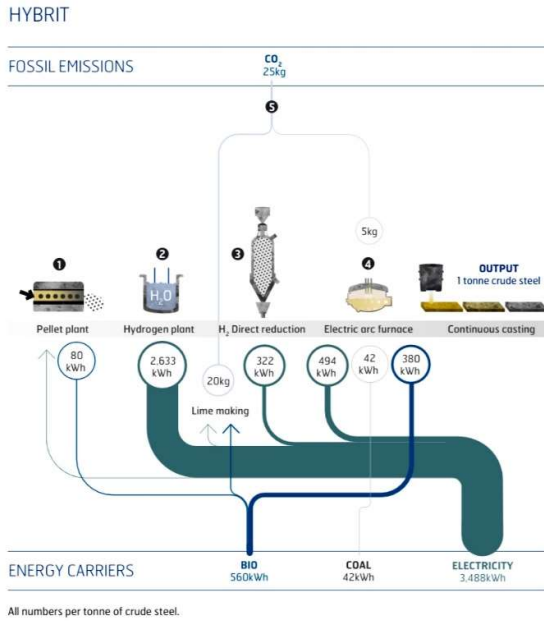 HYBRIT
FOSSIL EMISSIONS
CO₂
25kg
5
5kg
1
2
3
4
H₂O
OUTPUT
1 tonne crude steel
Pellet plant
Hydrogen plant
H₂ Direct reduction
Electric arc furnace
Continuous casting
80
kWh
2.633
kWh
20kg
322
kWh
494
kWh
42
kWh
380
kWh
Lime making
ENERGY CARRIERS
BIO
560kWh
COAL
42kWh
ELECTRICITY
3.488kWh
All numbers per tonne of crude steel.